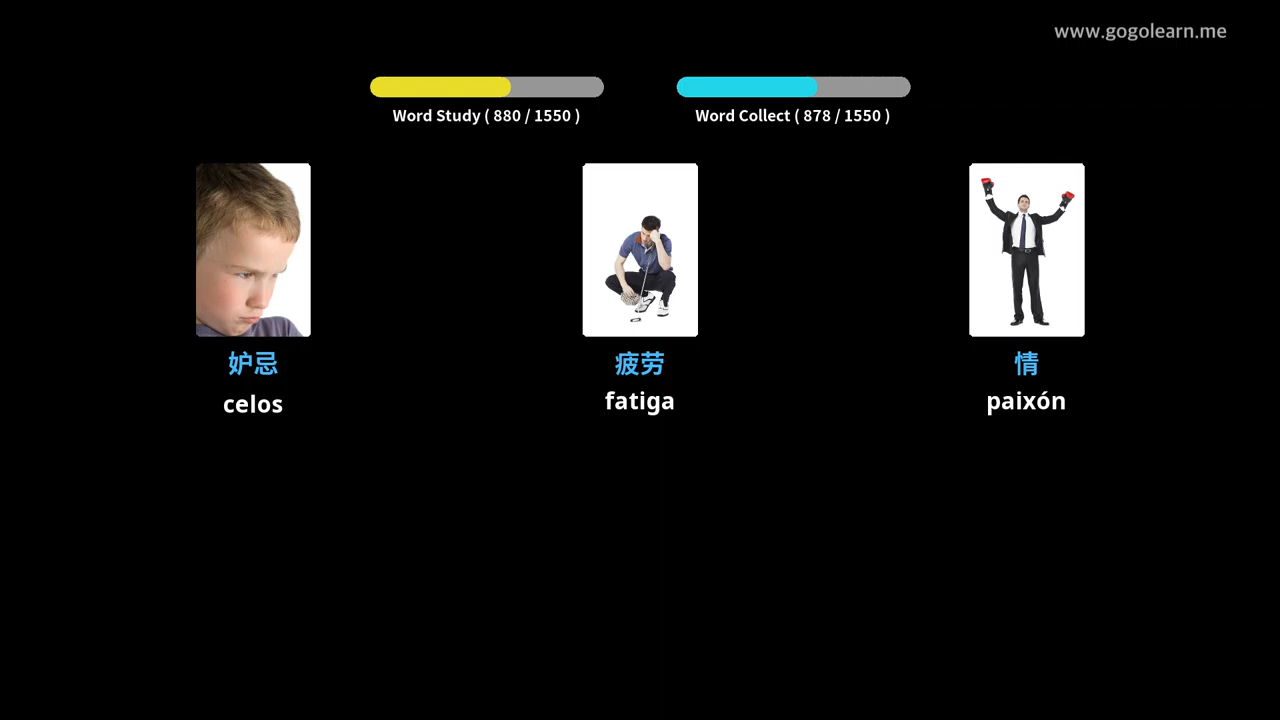 www.gogolearn.me
Word Study ( 880 / 1550 )
Word Collect ( 878 / 1550 )
妒忌
疲劳
情
celos
fatiga
paixón